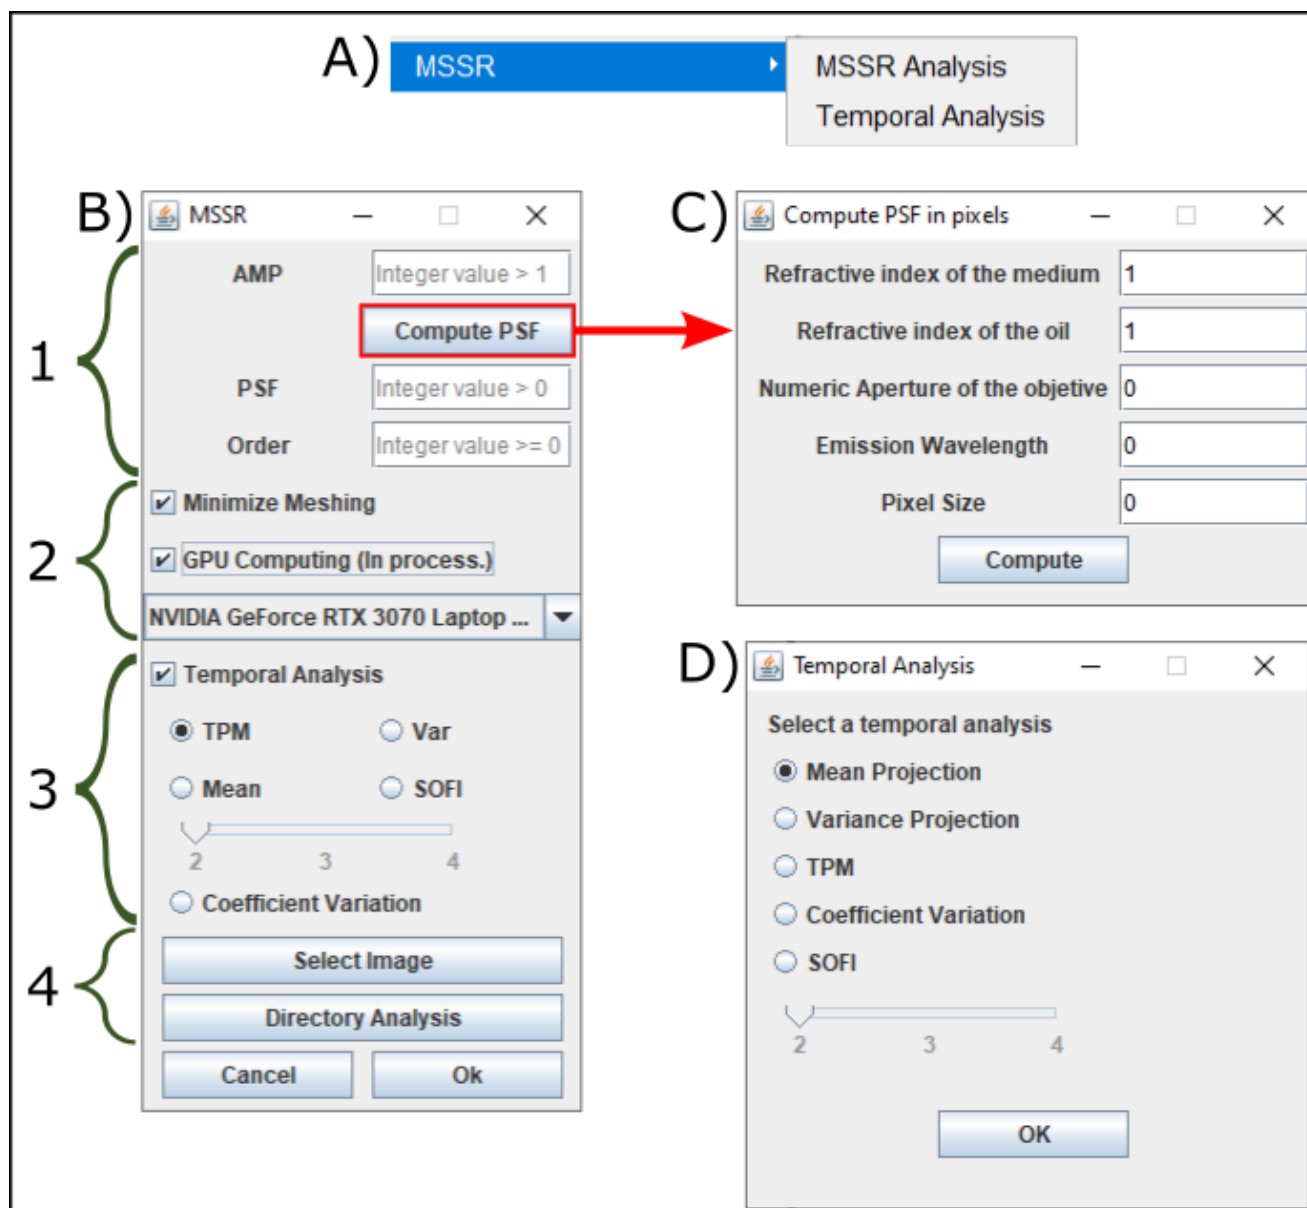 A)
MSSR
MSSR Analysis
Temporal Analysis
B)
MSSR
1
AMP
Integer value > 1
Compute PSF
PSF
Integer value > 0
Order
Integer value >= 0
2
Minimize Meshing
GPU Computing (In process.)
NVIDIA GeForce RTX 3070 Laptop ...
3
Temporal Analysis
TPM
Var
Mean
SOFI
2 3 4
Coefficient Variation
4
Select Image
Directory Analysis
Cancel
Ok
C)
Compute PSF in pixels
Refractive index of the medium 1
Refractive index of the oil 1
Numeric Aperture of the objetive 0
Emission Wavelength 0
Pixel Size 0
Compute
D)
Temporal Analysis
Select a temporal analysis
Mean Projection
Variance Projection
TPM
Coefficient Variation
SOFI
2 3 4
OK